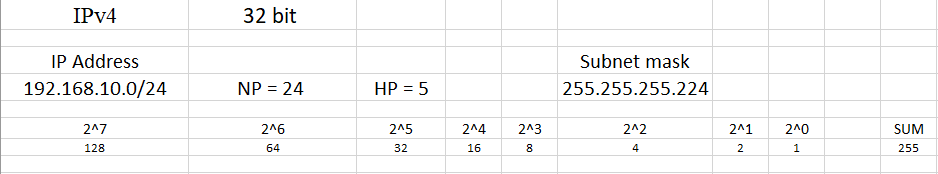 IPv4 32 bit
IP Address Subnet mask
192.168.10.0/24 NP = 24 HP = 5 255.255.255.224
2^7 2^6 2^5 2^4 2^3 2^2 2^1 2^0 SUM
128 64 32 16 8 4 2 1 255